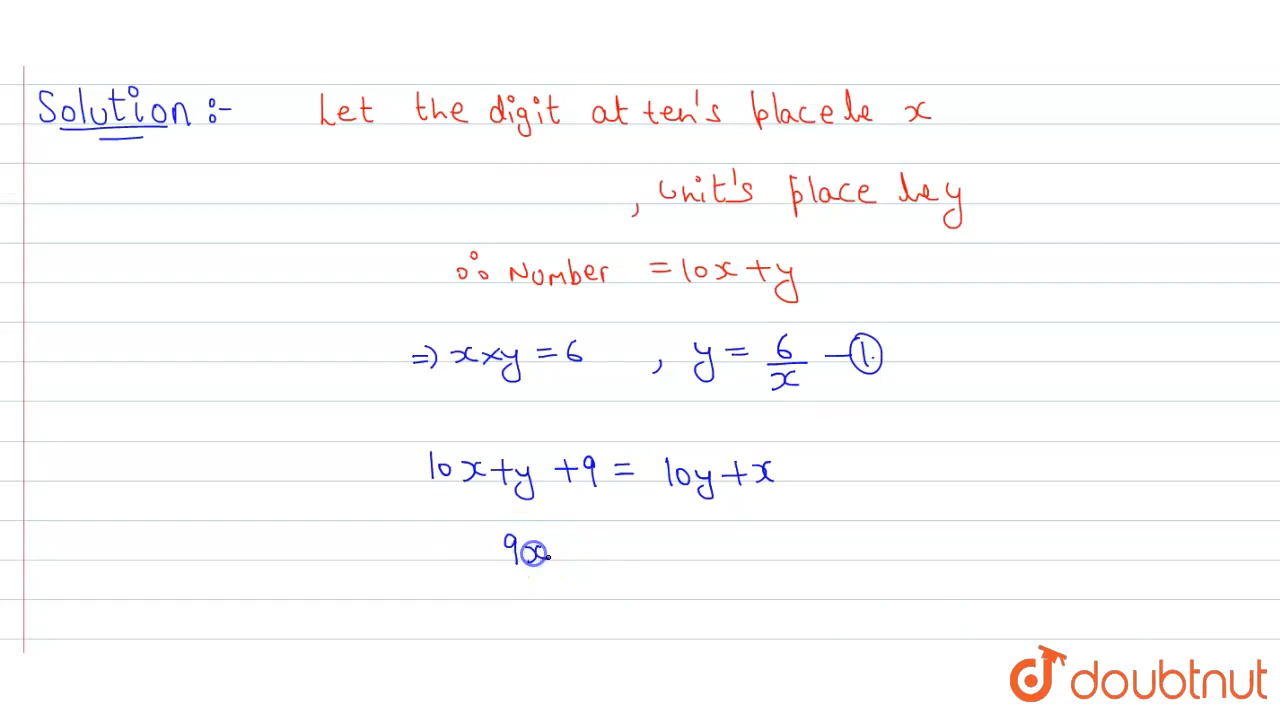 Solution :- Let the digit at ten's place be x
, unit's place be y
∴ Number = 10x+y
⇒ x×y = 6 , y = 6/x — ①
10x+y +9 = 10y+x
9x
doubtnut